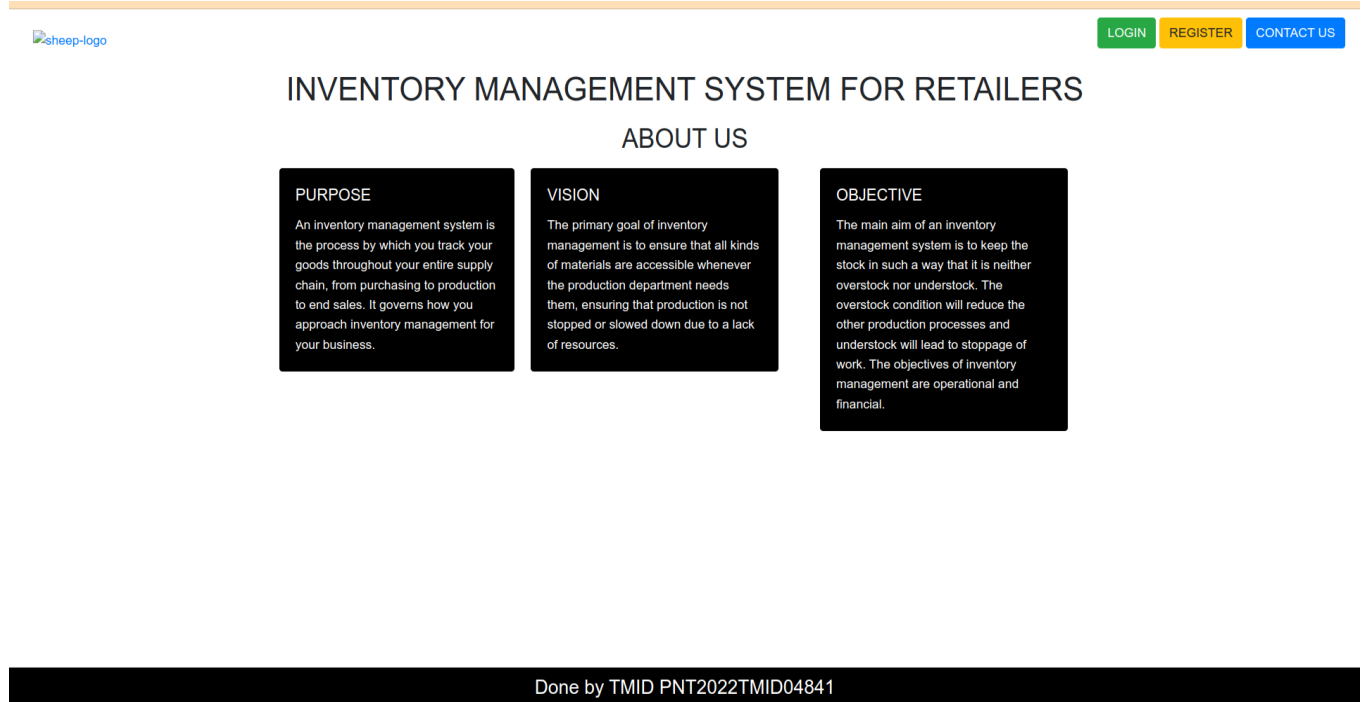 sheep-logo
LOGIN REGISTER CONTACT US
INVENTORY MANAGEMENT SYSTEM FOR RETAILERS
ABOUT US
PURPOSE
An inventory management system is
the process by which you track your
goods throughout your entire supply
chain, from purchasing to production
to end sales. It governs how you
approach inventory management for
your business.
VISION
The primary goal of inventory
management is to ensure that all kinds
of materials are accessible whenever
the production department needs
them, ensuring that production is not
stopped or slowed down due to a lack
of resources.
OBJECTIVE
The main aim of an inventory
management system is to keep the
stock in such a way that it is neither
overstock nor understock. The
overstock condition will reduce the
other production processes and
understock will lead to stoppage of
work. The objectives of inventory
management are operational and
financial.
Done by TMID PNT2022TMID04841